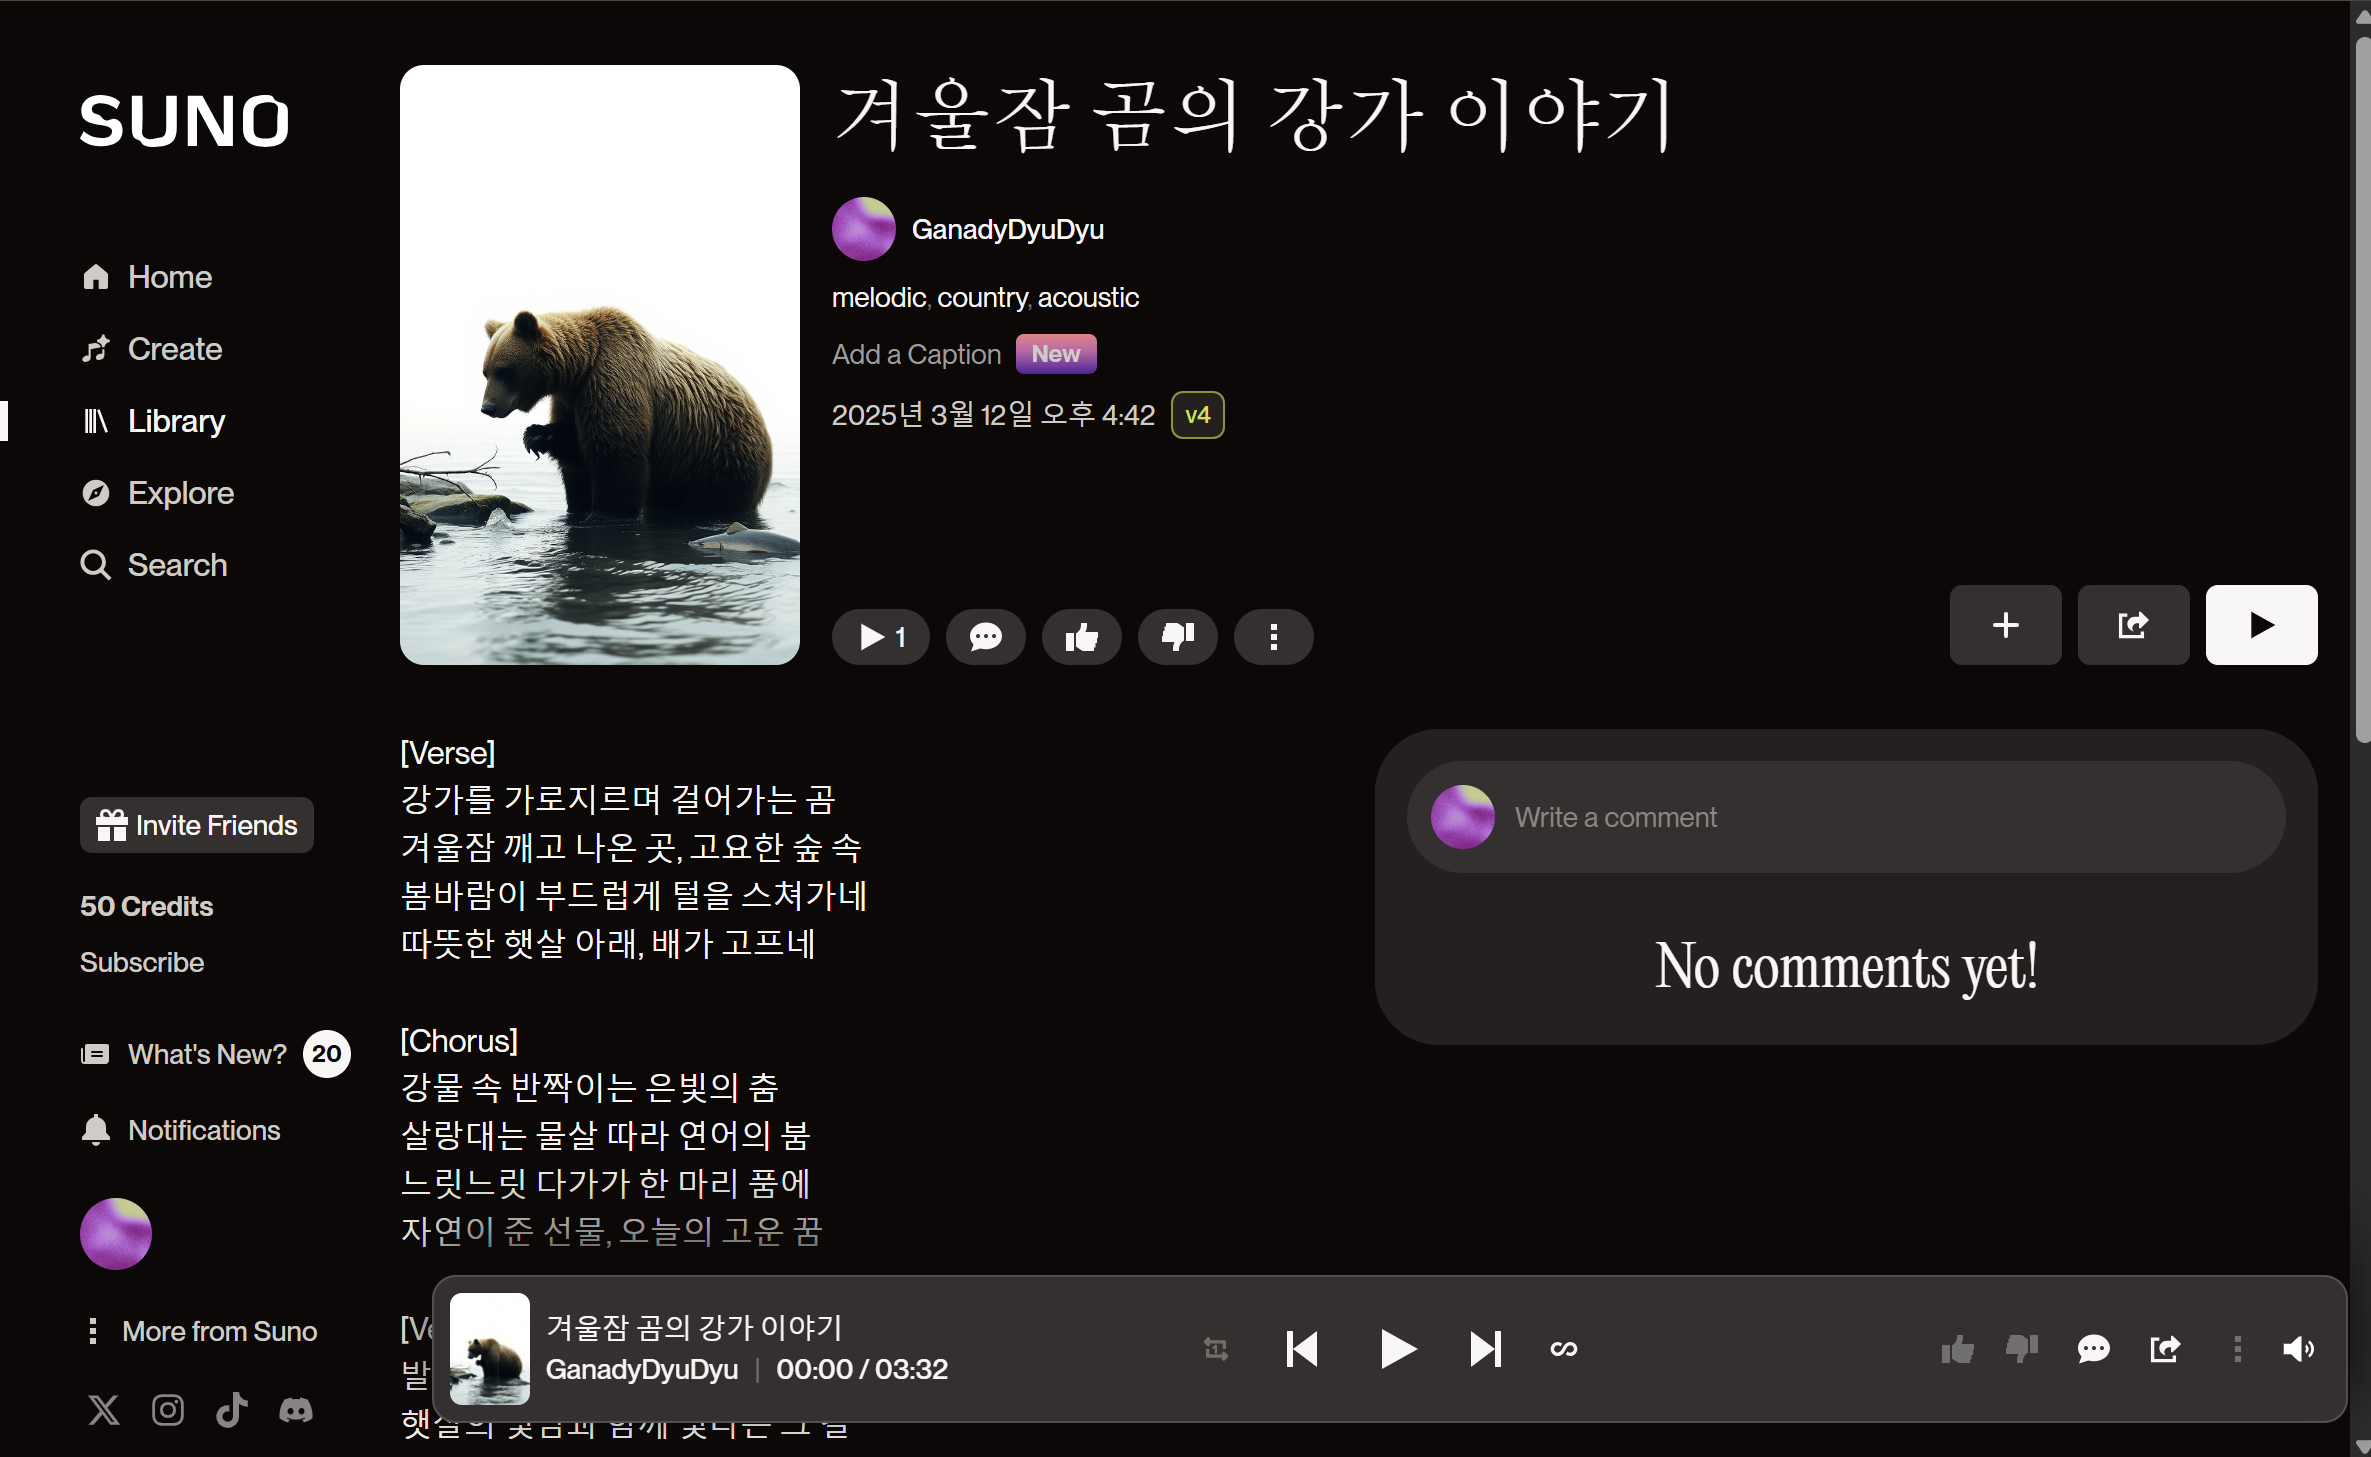 SUNO
Home
Create
Library
Explore
Search
Invite Friends
50 Credits
Subscribe
What's New? 20
Notifications
More from Suno
겨울잠 곰의 강가 이야기
GanadyDyuDyu
melodic, country, acoustic
Add a Caption New
2025년 3월 12일 오후 4:42 v4
1
[Verse]
강가를 가로지르며 걸어가는 곰
겨울잠 깨고 나온 곳, 고요한 숲 속
봄바람이 부드럽게 털을 스쳐가네
따뜻한 햇살 아래, 배가 고프네
[Chorus]
강물 속 반짝이는 은빛의 춤
살랑대는 물살 따라 연어의 붐
느릿느릿 다가가 한 마리 품에
자연이 준 선물, 오늘의 고운 꿈
Write a comment
No comments yet!
겨울잠 곰의 강가 이야기
GanadyDyuDyu | 00:00 / 03:32